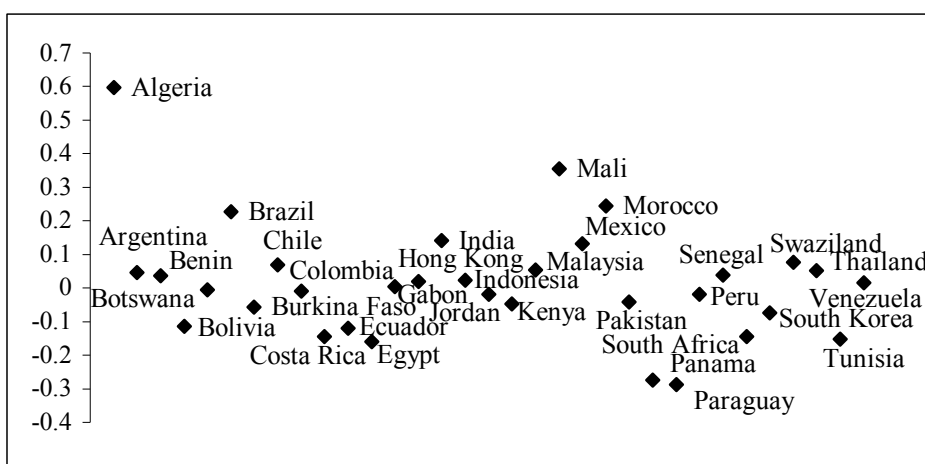 0.7
0.6
0.5
0.4
0.3
0.2
0.1
0
-0.1
-0.2
-0.3
-0.4
Algeria
Argentina
Benin
Bolivia
Botswana
Brazil
Burkina Faso
Chile
Colombia
Costa Rica
Ecuador
Egypt
Gabon
Hong Kong
India
Indonesia
Jordan
Kenya
Malaysia
Mali
Mexico
Morocco
Pakistan
Panama
Paraguay
Peru
Senegal
South Africa
South Korea
Swaziland
Thailand
Tunisia
Venezuela